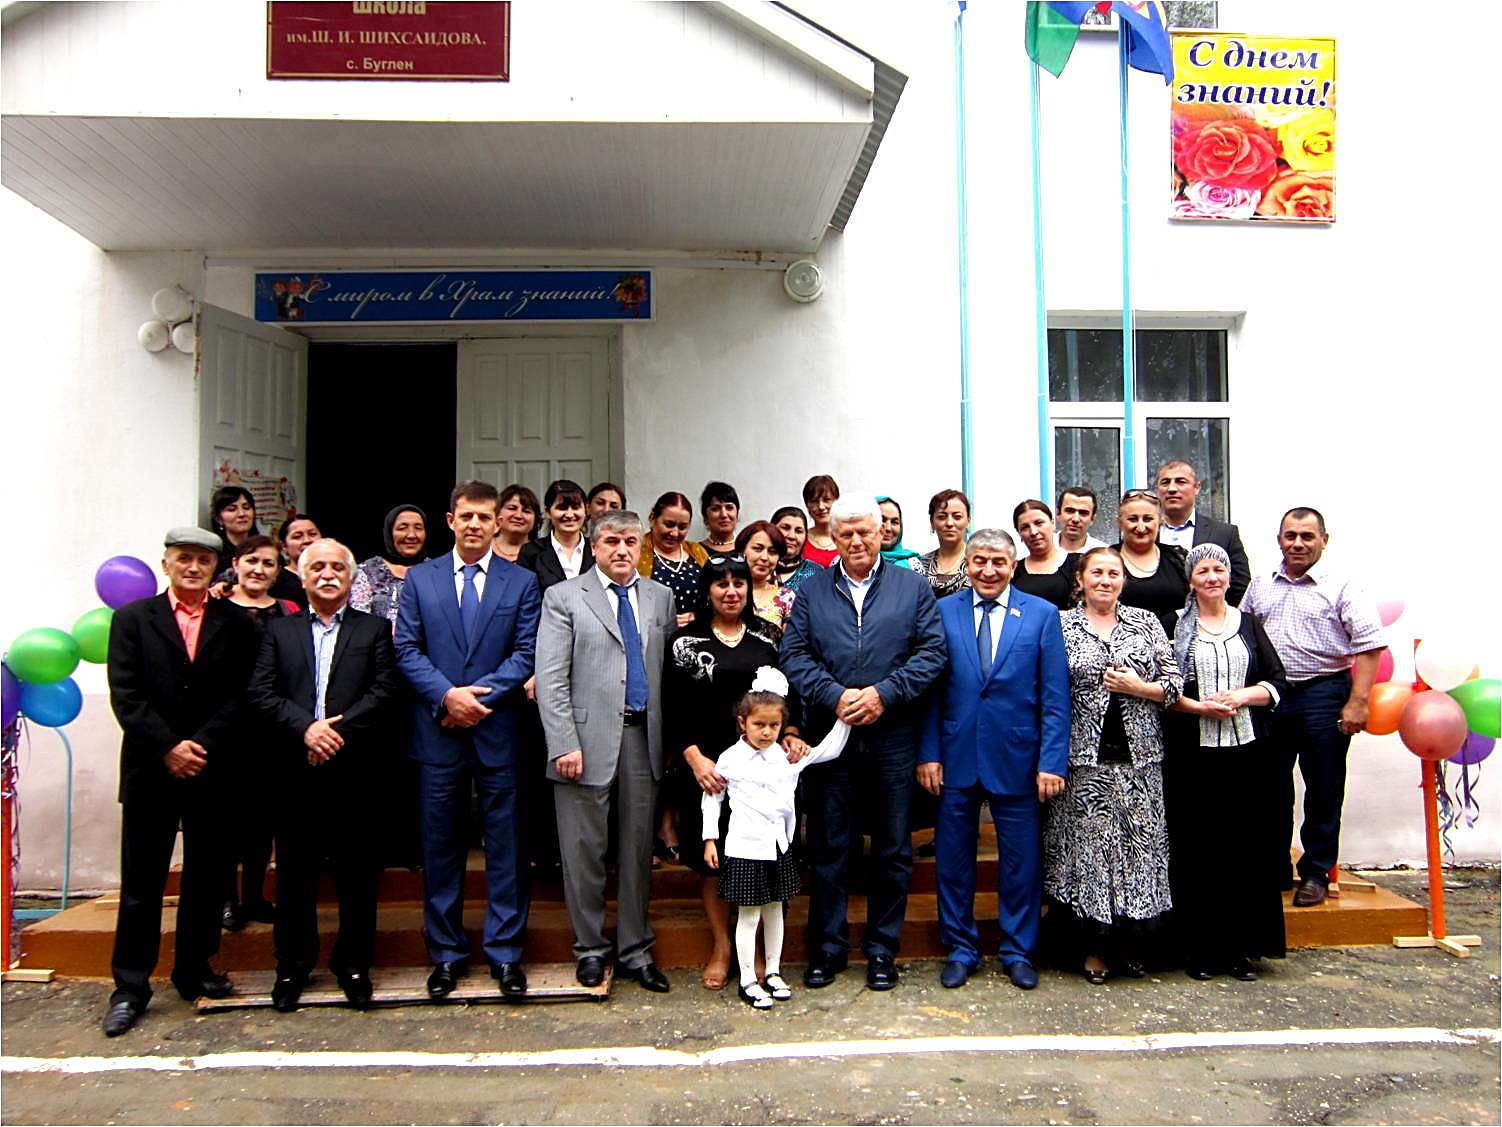 школа
им.Ш. И. ШИХСАИДОВА.
с. Буглен
С днем
знаний!
С миром в Храм знаний!